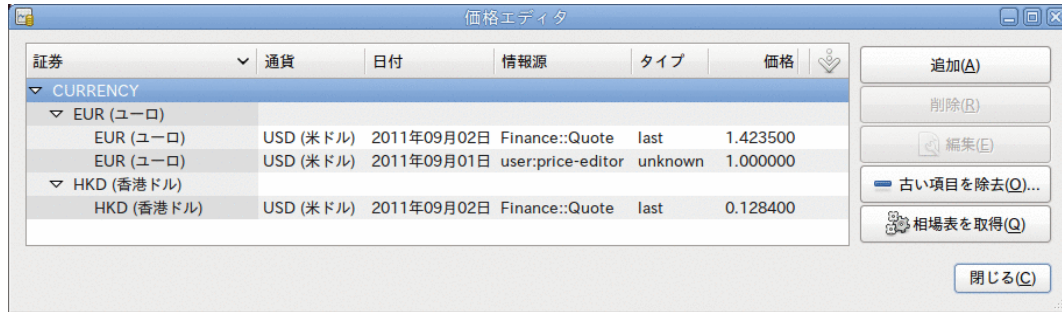 価格エディタ
証券 通貨 日付 情報源 タイプ 価格
CURRENCY
EUR (ユーロ)
EUR (ユーロ) USD (米ドル) 2011年09月02日 Finance::Quote last 1.423500
EUR (ユーロ) USD (米ドル) 2011年09月01日 user:price-editor unknown 1.000000
HKD (香港ドル)
HKD (香港ドル) USD (米ドル) 2011年09月02日 Finance::Quote last 0.128400
追加(A)
削除(R)
編集(E)
古い項目を除去(O)...
相場表を取得(Q)
閉じる(C)